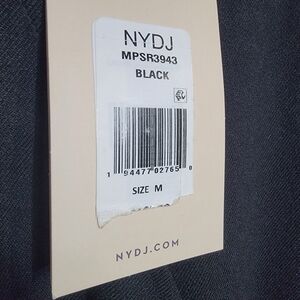 NYDJ
MPSR3943
BLACK
1 94477 02765 0
SIZE M
NYDJ.COM